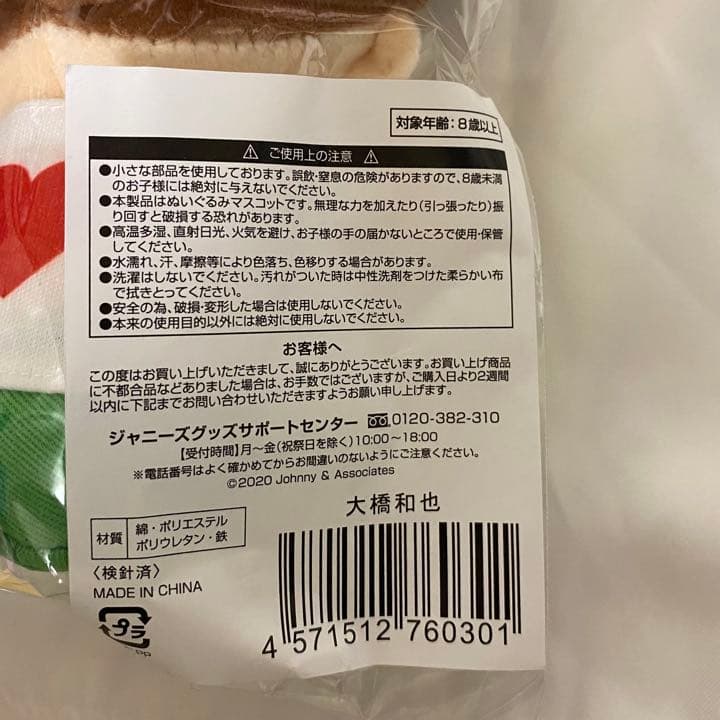 対象年齢:8歳以上
⚠ ご使用上の注意 ⚠
●小さな部品を使用しております。誤飲・窒息の危険がありますので、8歳未満
のお子様には絶対に与えないでください。
●本製品はぬいぐるみマスコットです。無理な力を加えたり(引っ張ったり)振
り回すと破損する恐れがあります。
●高温多湿、直射日光、火気を避け、お子様の手の届かないところで使用・保管
してください。
●水濡れ、汗、摩擦等により色落ち、色移りする場合があります。
●洗濯はしないでください。汚れがついた時は中性洗剤をつけた柔らかい布
で拭きとってください。
●安全の為、破損・変形した場合は使用しないでください。
●本来の使用目的以外には絶対に使用しないでください。
お客様へ
この度はお買い上げいただきまして、誠にありがとうございます。お買い上げ商品
に不都合品などありました場合は、お手数ではございますが、ご購入日より2週間
以内に下記までお問い合わせいただきますようお願い申し上げます。
ジャニーズグッズサポートセンター 0120-382-310
【受付時間】月〜金(祝祭日を除く)10:00〜18:00
※電話番号はよく確かめてからお間違いのないようにご注意ください。
©2020 Johnny & Associates
大橋和也
材質 綿・ポリエステル
ポリウレタン・鉄
〈検針済〉
MADE IN CHINA
プラ
PP
4 571512 760301